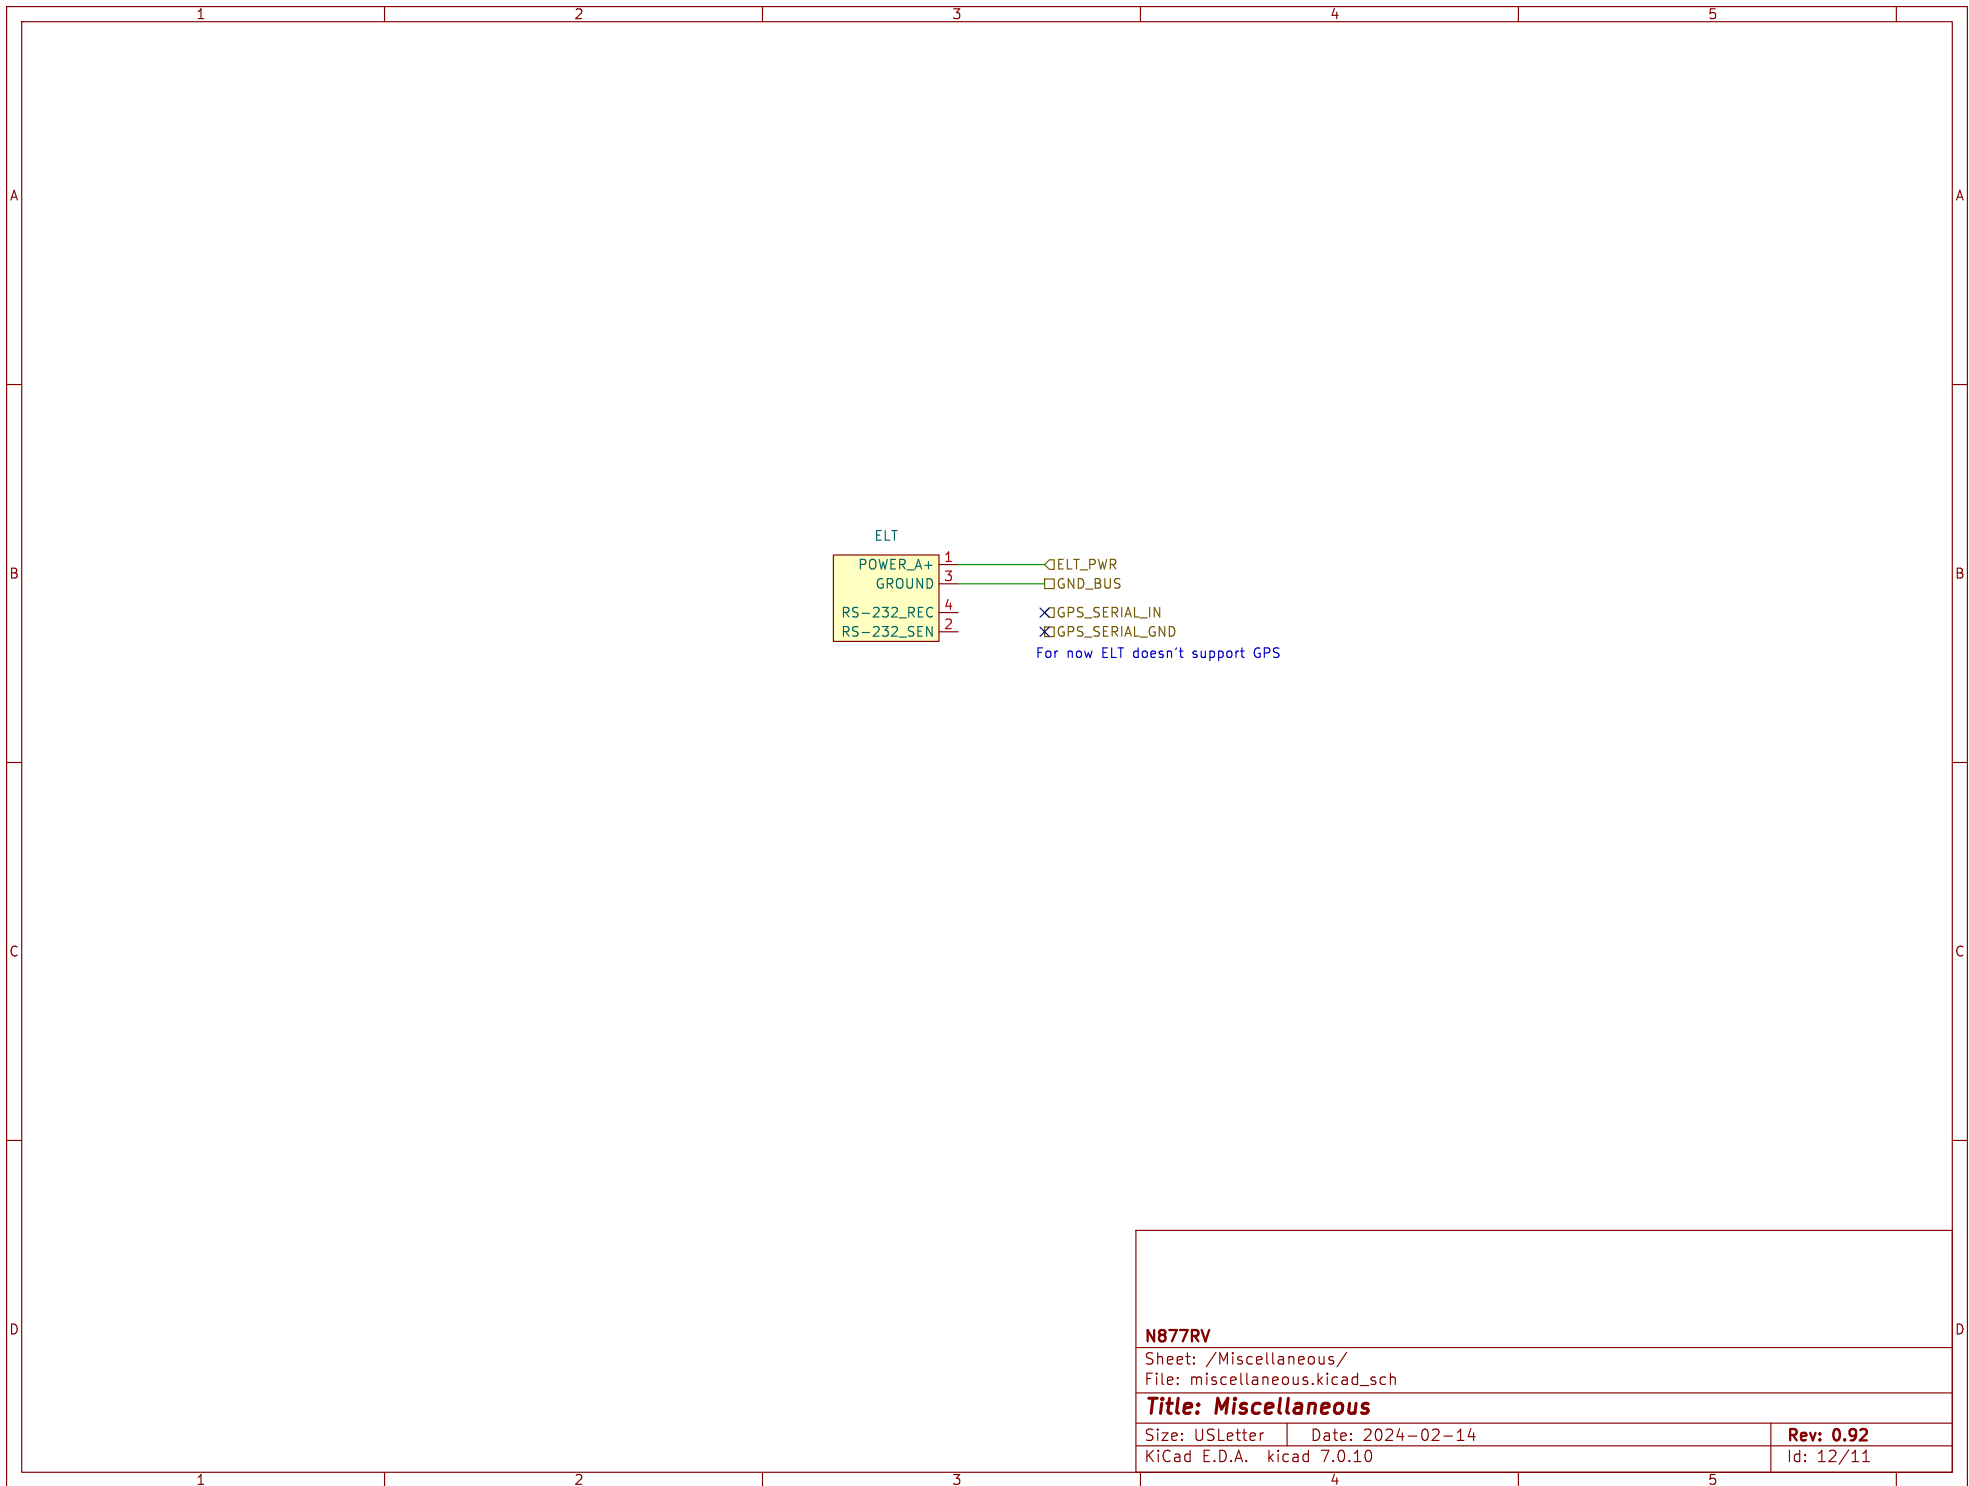 1 2 3 4 5
A A
ELT
1
POWER_A+ ELT_PWR
B B
3
GROUND GND_BUS
4
RS-232_REC GPS_SERIAL_IN
2
RS-232_SEN GPS_SERIAL_GND
For now ELT doesn't support GPS
C C
D D
N877RV
Sheet: /Miscellaneous/
File: miscellaneous.kicad_sch
Title: Miscellaneous
Size: USLetter Date: 2024-02-14 Rev: 0.92
KiCad E.D.A. kicad 7.0.10 Id: 12/11
1 2 3 4 5